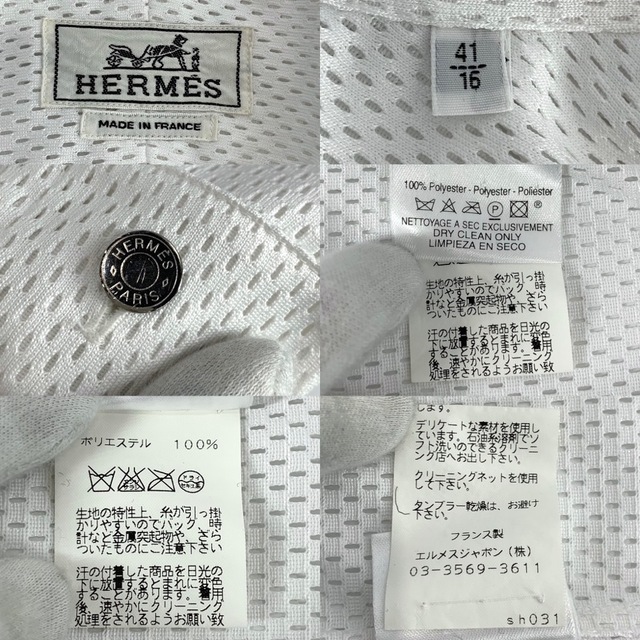 HERMÈS
MADE IN FRANCE
41
16
HERMÈS
PARIS
100% Polyester - Polyester - Poliester
P
®
NETTOYAGE A SEC EXCLUSIVEMENT
DRY CLEAN ONLY
LIMPIEZA EN SECO
生地の特性上、糸が引っ掛
かりやすいのでバッグ、時
計など金属突起物や、ざら
ついたものにご注意下さい
汗の付着した商品を日光の
下に放置するとまれに変色
することがあります。着用
後、速やかにクリーニング
処理をされるようお願い致
ポリエステル 100%
生地の特性上、糸が引っ掛
かりやすいのでバッグ、時
計など金属突起物や、ざら
ついたものにご注意下さい
汗の付着した商品を日光の
下に放置するとまれに変色
することがあります。着用
後、速やかにクリーニング
処理をされるようお願い致
します。
デリケートな素材を使用し
ています。石油系溶剤でソ
フト洗いのできるクリーニン
グ店へお出し下さい。
クリーニングネットを使用
して下さい。
タンブラー乾燥は、お避け
下さい。
フランス製
エルメスジャポン(株)
03-3569-3611
sh031